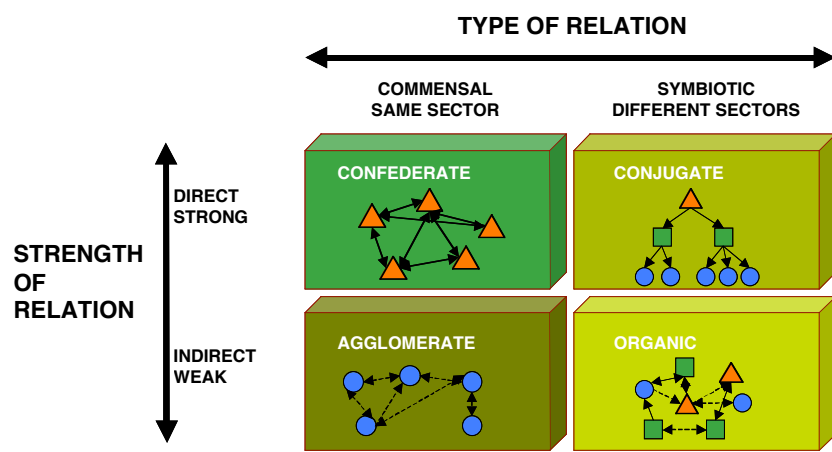 TYPE OF RELATION
COMMENSAL
SAME SECTOR
SYMBIOTIC
DIFFERENT SECTORS
CONFEDERATE
CONJUGATE
DIRECT
STRONG
STRENGTH
OF
RELATION
AGGLOMERATE
ORGANIC
INDIRECT
WEAK